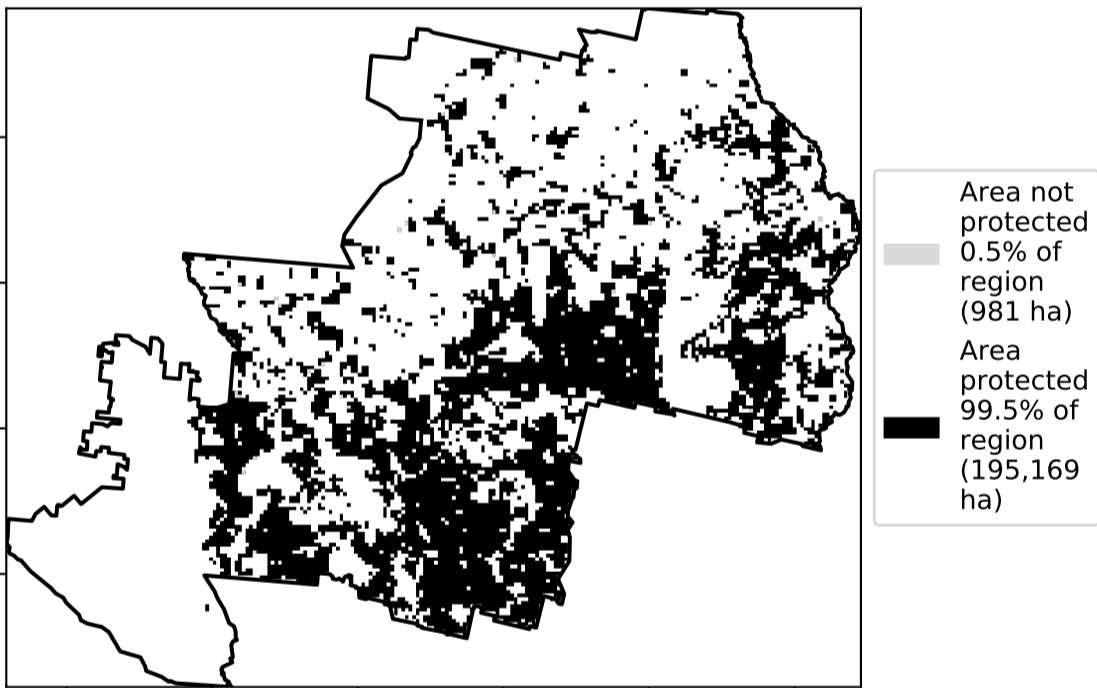 Area not
protected
0.5% of
region
(981 ha)
Area
protected
99.5% of
region
(195,169
ha)